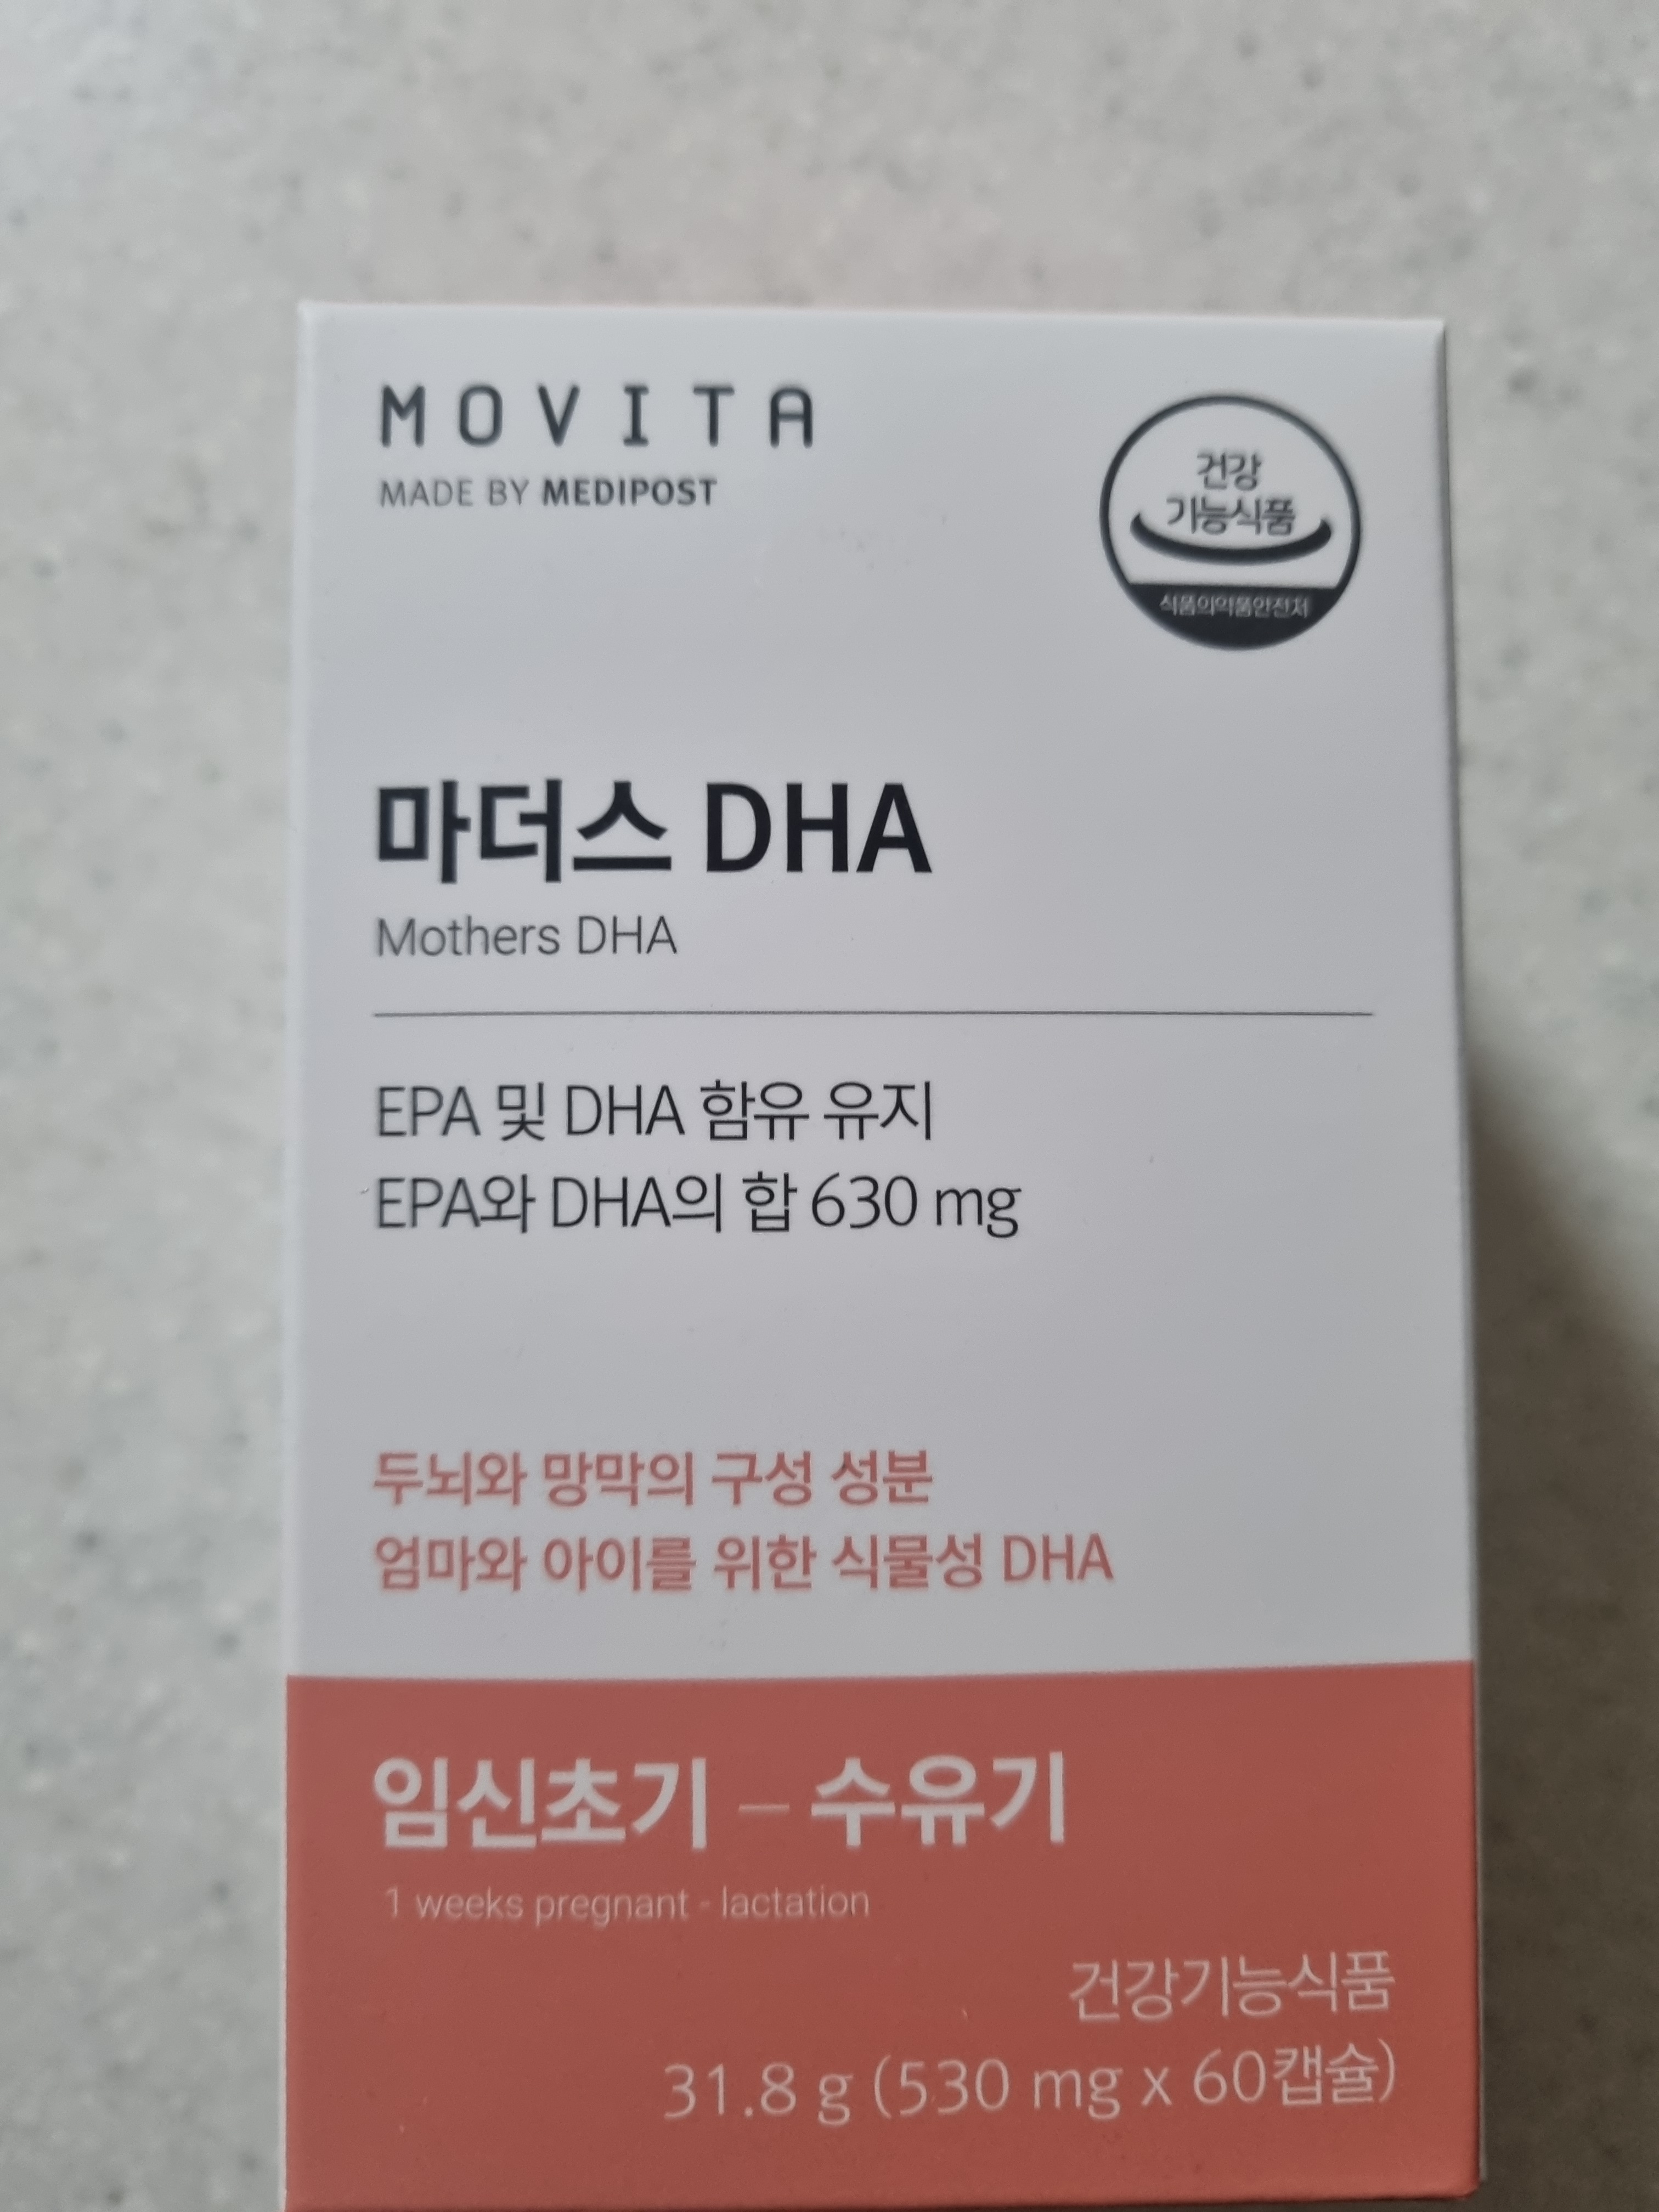 MOVITA
MADE BY MEDIPOST
건강
기능식품
식품의약품안전처
마더스 DHA
Mothers DHA
EPA 및 DHA 함유 유지
EPA와 DHA의 합 630 mg
두뇌와 망막의 구성 성분
엄마와 아이를 위한 식물성 DHA
임신초기 – 수유기
1 weeks pregnant - lactation
건강기능식품
31.8 g (530 mg x 60캡슐)